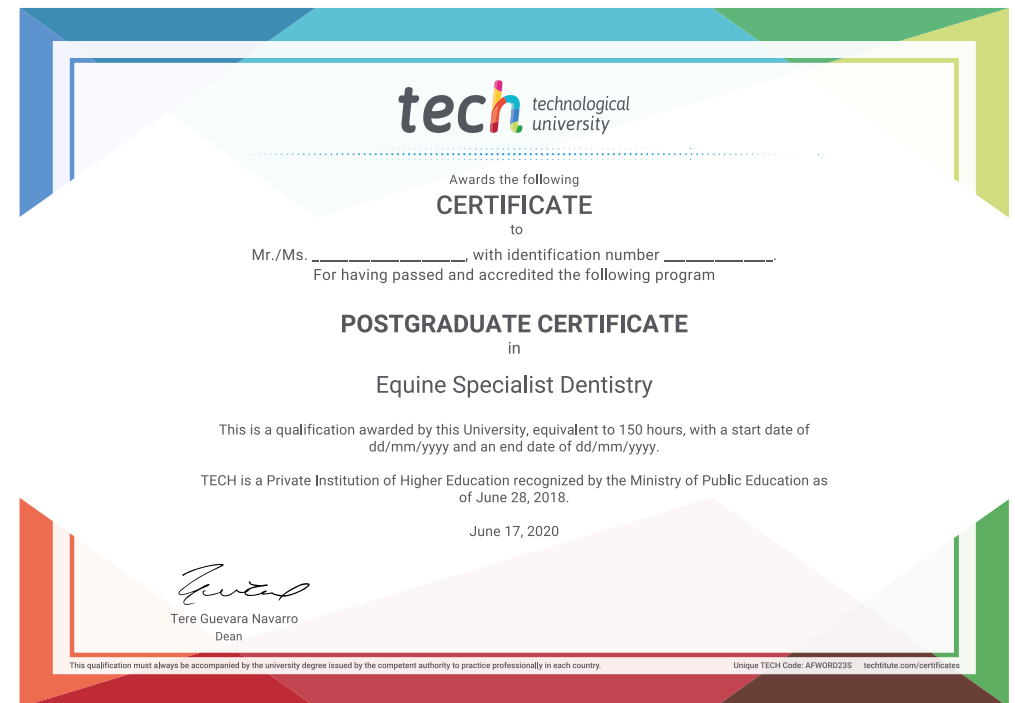 tech technological
university
Awards the following
CERTIFICATE
to
Mr./Ms. ____________________, with identification number ______________.
For having passed and accredited the following program
POSTGRADUATE CERTIFICATE
in
Equine Specialist Dentistry
This is a qualification awarded by this University, equivalent to 150 hours, with a start date of
dd/mm/yyyy and an end date of dd/mm/yyyy.
TECH is a Private Institution of Higher Education recognized by the Ministry of Public Education as
of June 28, 2018.
June 17, 2020
Tere Guevara Navarro
Dean
This qualification must always be accompanied by the university degree issued by the competent authority to practice professionally in each country. Unique TECH Code: AFWORD23S techtitute.com/certificates